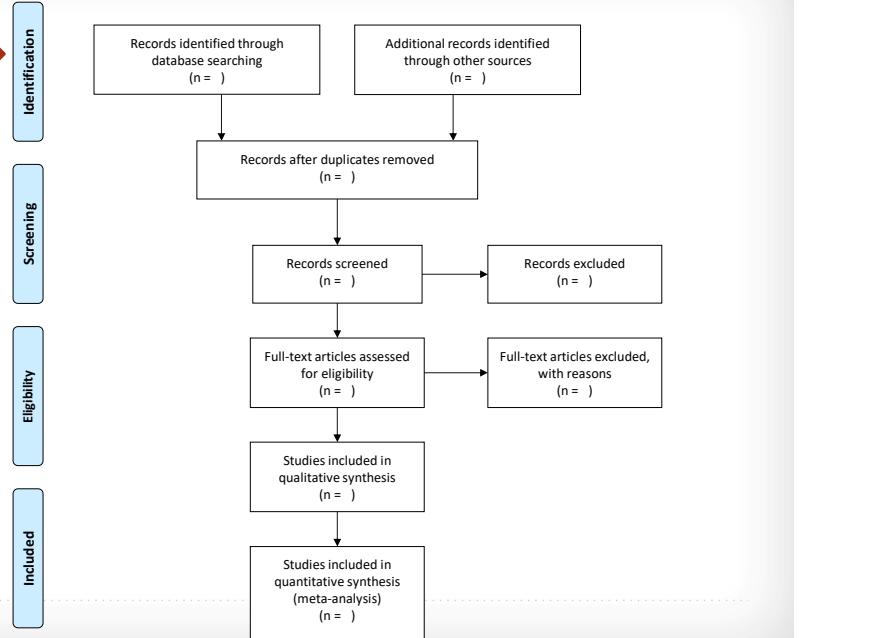 Identification
Records identified through
database searching
(n =   )
Additional records identified
through other sources
(n =   )
Records after duplicates removed
(n =   )
Screening
Records screened
(n =   )
Records excluded
(n =   )
Eligibility
Full-text articles assessed
for eligibility
(n =   )
Full-text articles excluded,
with reasons
(n =   )
Studies included in
qualitative synthesis
(n =   )
Included
Studies included in
quantitative synthesis
(meta-analysis)
(n =   )